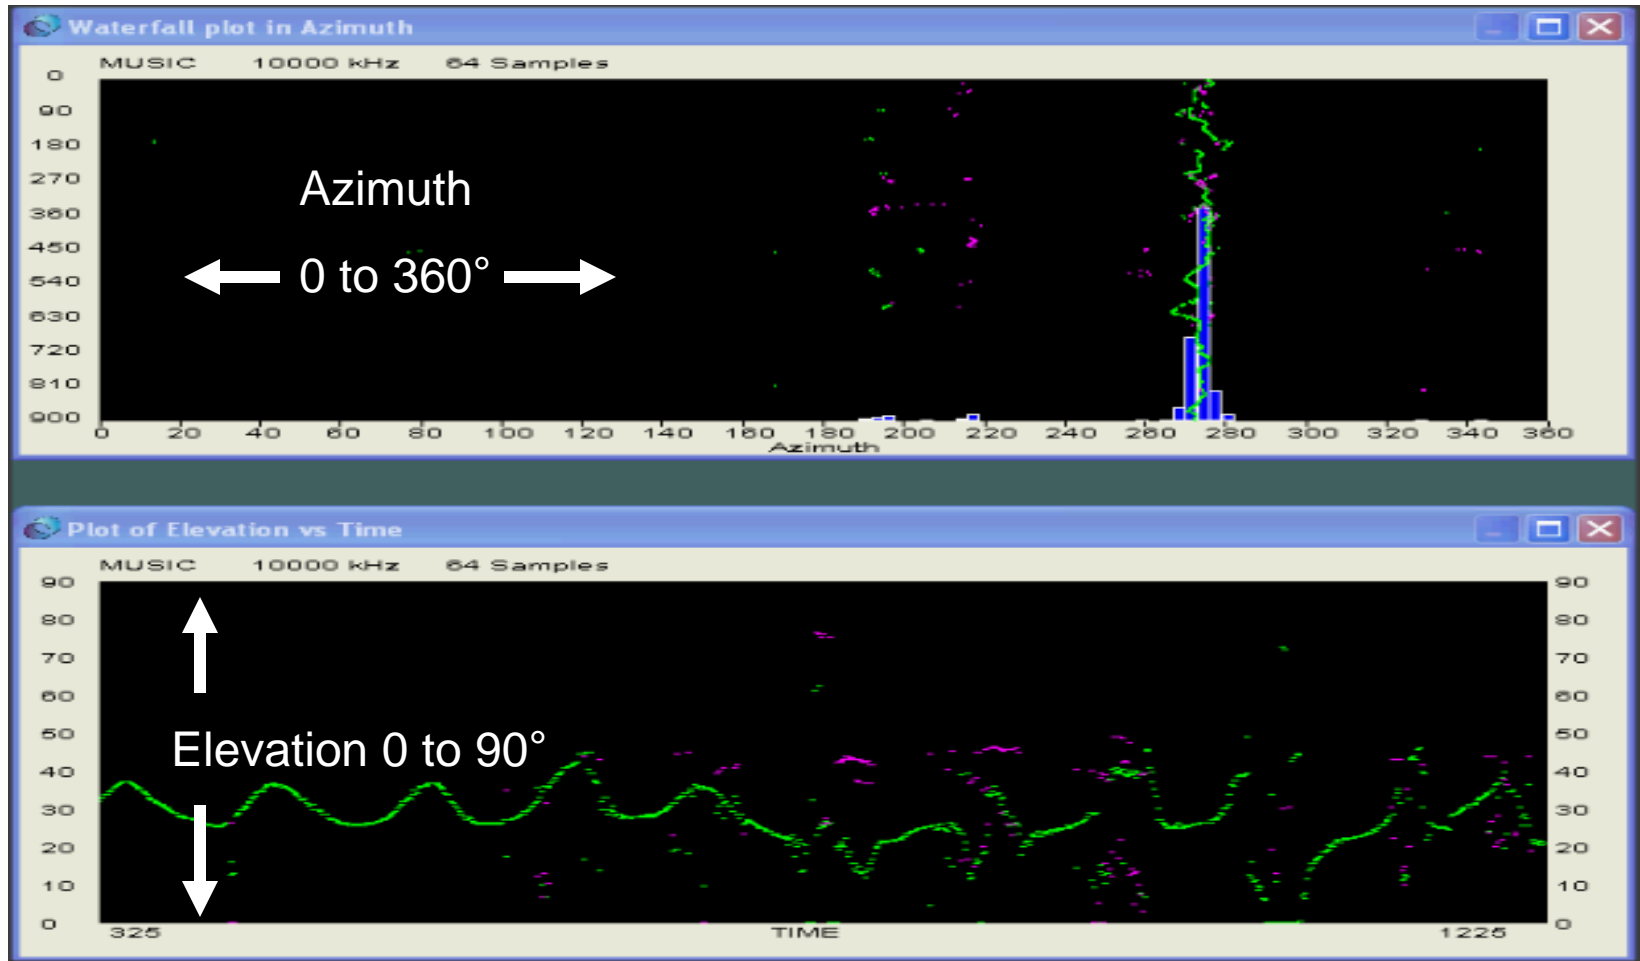 Waterfall plot in Azimuth
MUSIC 10000 kHz 64 Samples
0
90
180
270
360
450
540
630
720
810
900
Azimuth
0 to 360°
0 20 40 60 80 100 120 140 160 180 200 220 240 260 280 300 320 340 360
Azimuth
Plot of Elevation vs Time
MUSIC 10000 kHz 64 Samples
90 90
80 80
70 70
60 60
50 50
Elevation 0 to 90°
40 40
30 30
20 20
10 10
0 0
325 TIME 1225